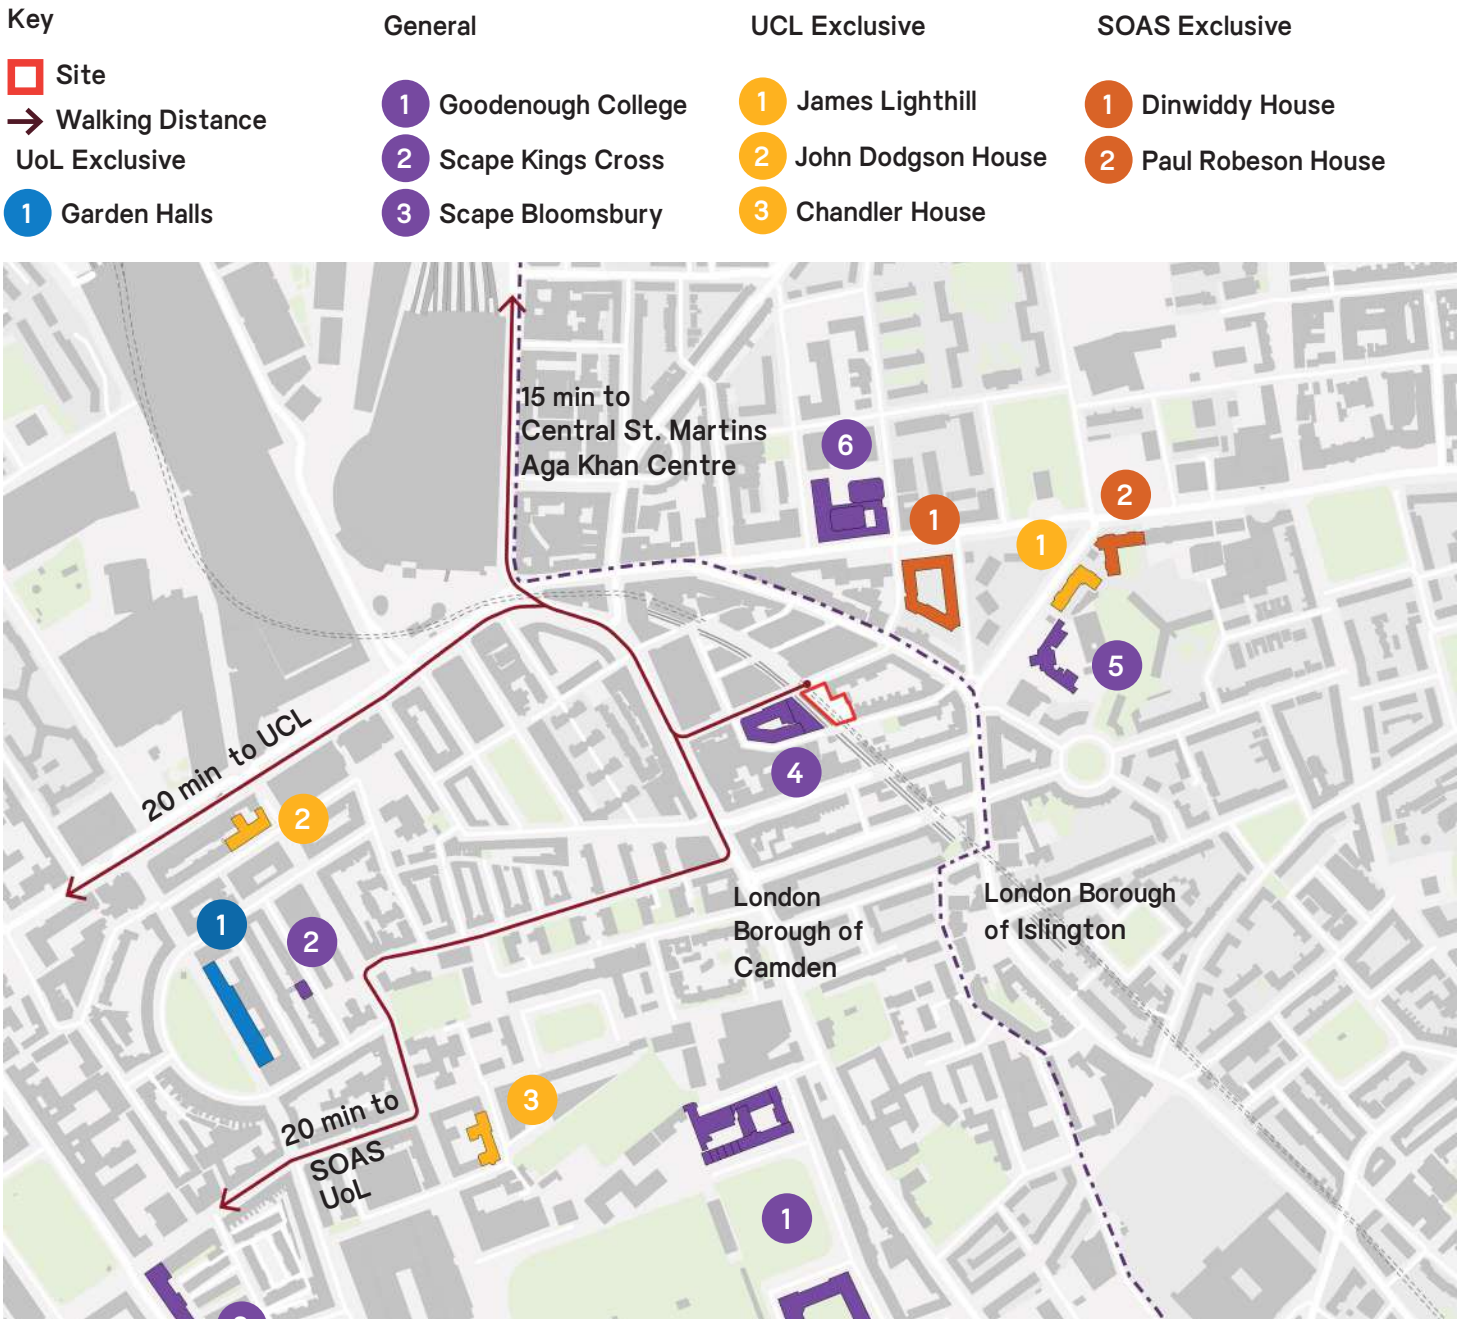 Key
Site
Walking Distance
UoL Exclusive
1 Garden Halls
General
1 Goodenough College
2 Scape Kings Cross
3 Scape Bloomsbury
UCL Exclusive
1 James Lighthill
2 John Dodgson House
3 Chandler House
SOAS Exclusive
1 Dinwiddy House
2 Paul Robeson House
15 min to
Central St. Martins
Aga Khan Centre
6
1
2
1
5
4
20 min to UCL
2
1
2
London
Borough of
Camden
London Borough
of Islington
3
20 min to
SOAS
UoL
1